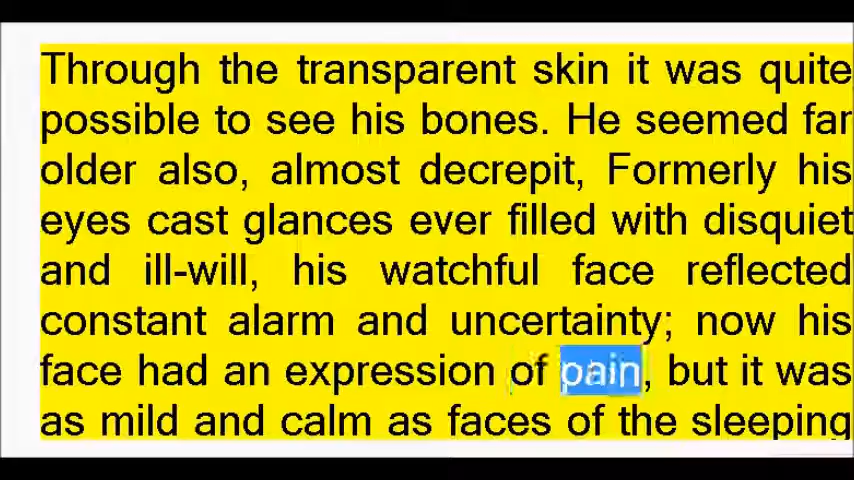 Through the transparent skin it was quite
possible to see his bones. He seemed far
older also, almost decrepit, Formerly his
eyes cast glances ever filled with disquiet
and ill-will, his watchful face reflected
constant alarm and uncertainty; now his
face had an expression of pain, but it was
as mild and calm as faces of the sleeping